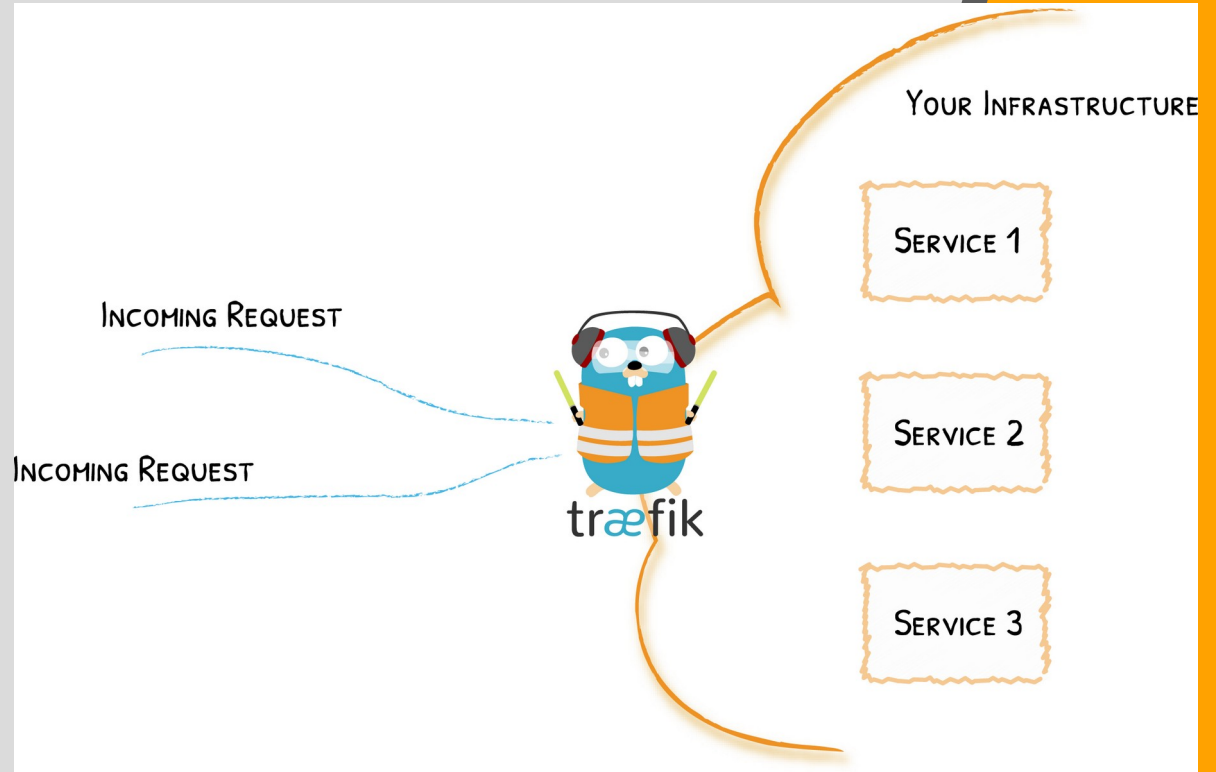 YOUR INFRASTRUCTURE
SERVICE 1
INCOMING REQUEST
SERVICE 2
INCOMING REQUEST
træfik
SERVICE 3